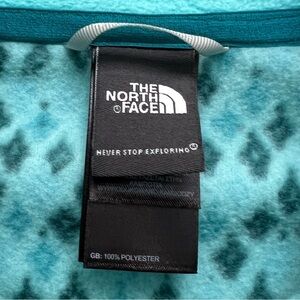 THE
NORTH
FACE
NEVER STOP EXPLORING
GB: 100% POLYESTER